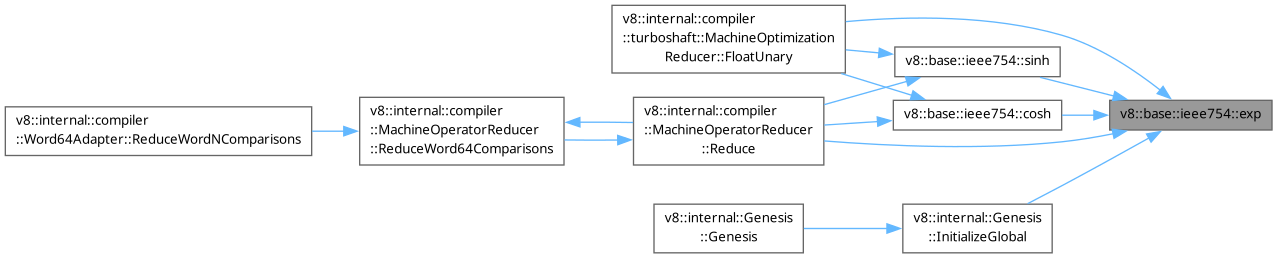 v8::internal::compiler
::turboshaft::MachineOptimization
Reducer::FloatUnary
v8::base::ieee754::sinh
v8::internal::compiler
::Word64Adapter::ReduceWordNComparisons
v8::internal::compiler
::MachineOperatorReducer
::ReduceWord64Comparisons
v8::internal::compiler
::MachineOperatorReducer
::Reduce
v8::base::ieee754::cosh
v8::base::ieee754::exp
v8::internal::Genesis
::Genesis
v8::internal::Genesis
::InitializeGlobal